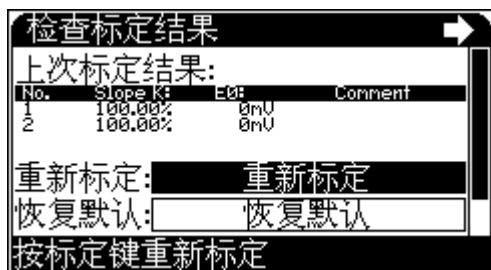 检查标定结果
上次标定结果:
No. Slope K: E0: Comment
1 100.00% 0mV
2 100.00% 0mV
重新标定: 重新标定
恢复默认: 恢复默认
按标定键重新标定